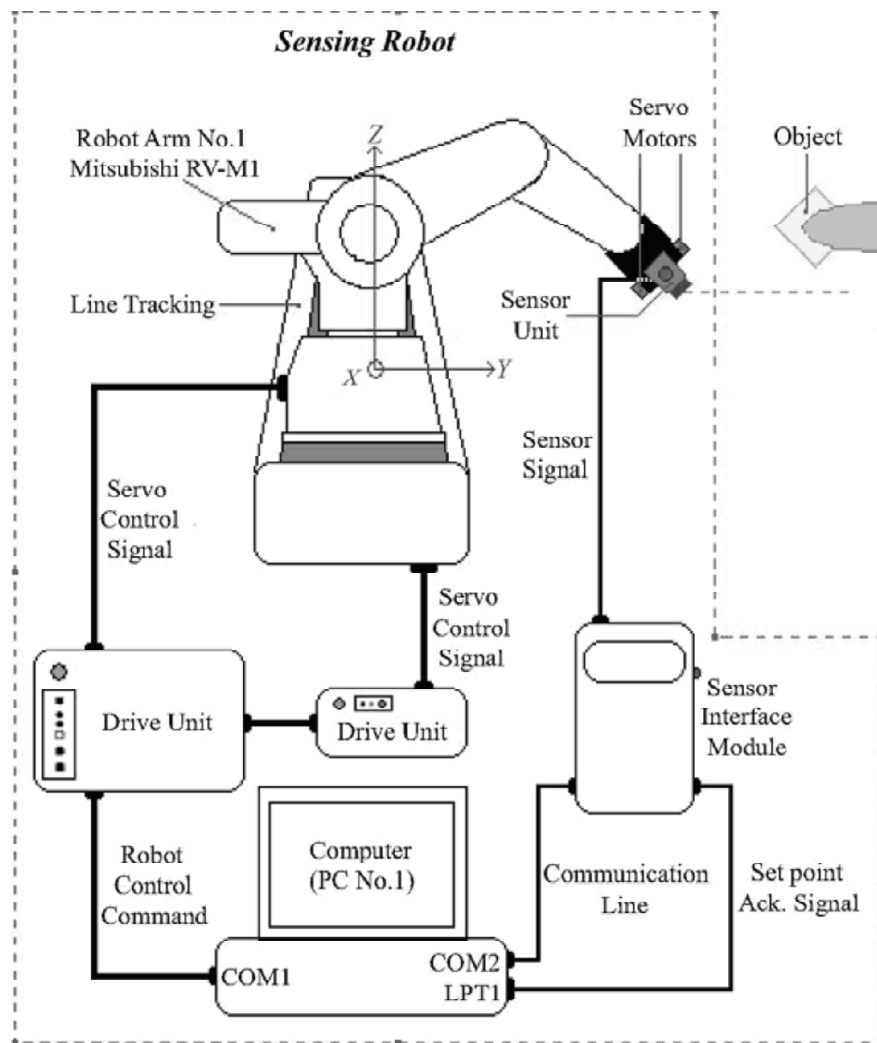 Sensing Robot
Robot Arm No.1
Mitsubishi RV-M1
Z
Servo
Motors
Object
Line Tracking
Sensor
Unit
X
Y
Servo
Control
Signal
Sensor
Signal
Servo
Control
Signal
Drive Unit
Drive Unit
Sensor
Interface
Module
Computer
(PC No.1)
Robot
Control
Command
Communication
Line
Set point
Ack. Signal
COM1
COM2
LPT1